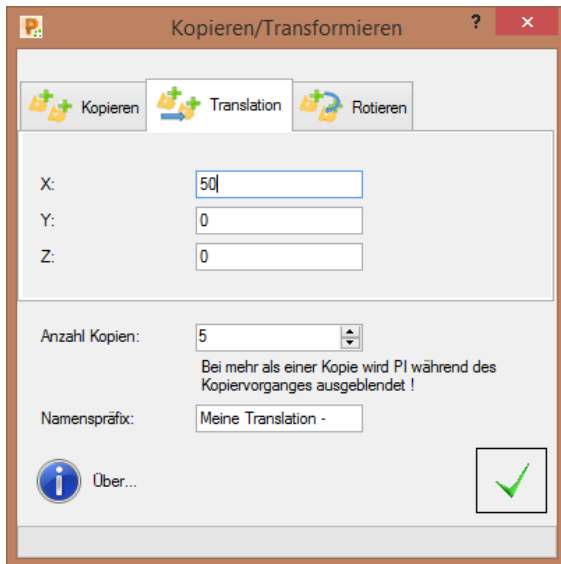 Kopieren/Transformieren
?
Kopieren
Translation
Rotieren
X: 50
Y: 0
Z: 0
Anzahl Kopien: 5
Bei mehr als einer Kopie wird PI während des
Kopiervorganges ausgeblendet !
Namenspräfix: Meine Translation -
Über...